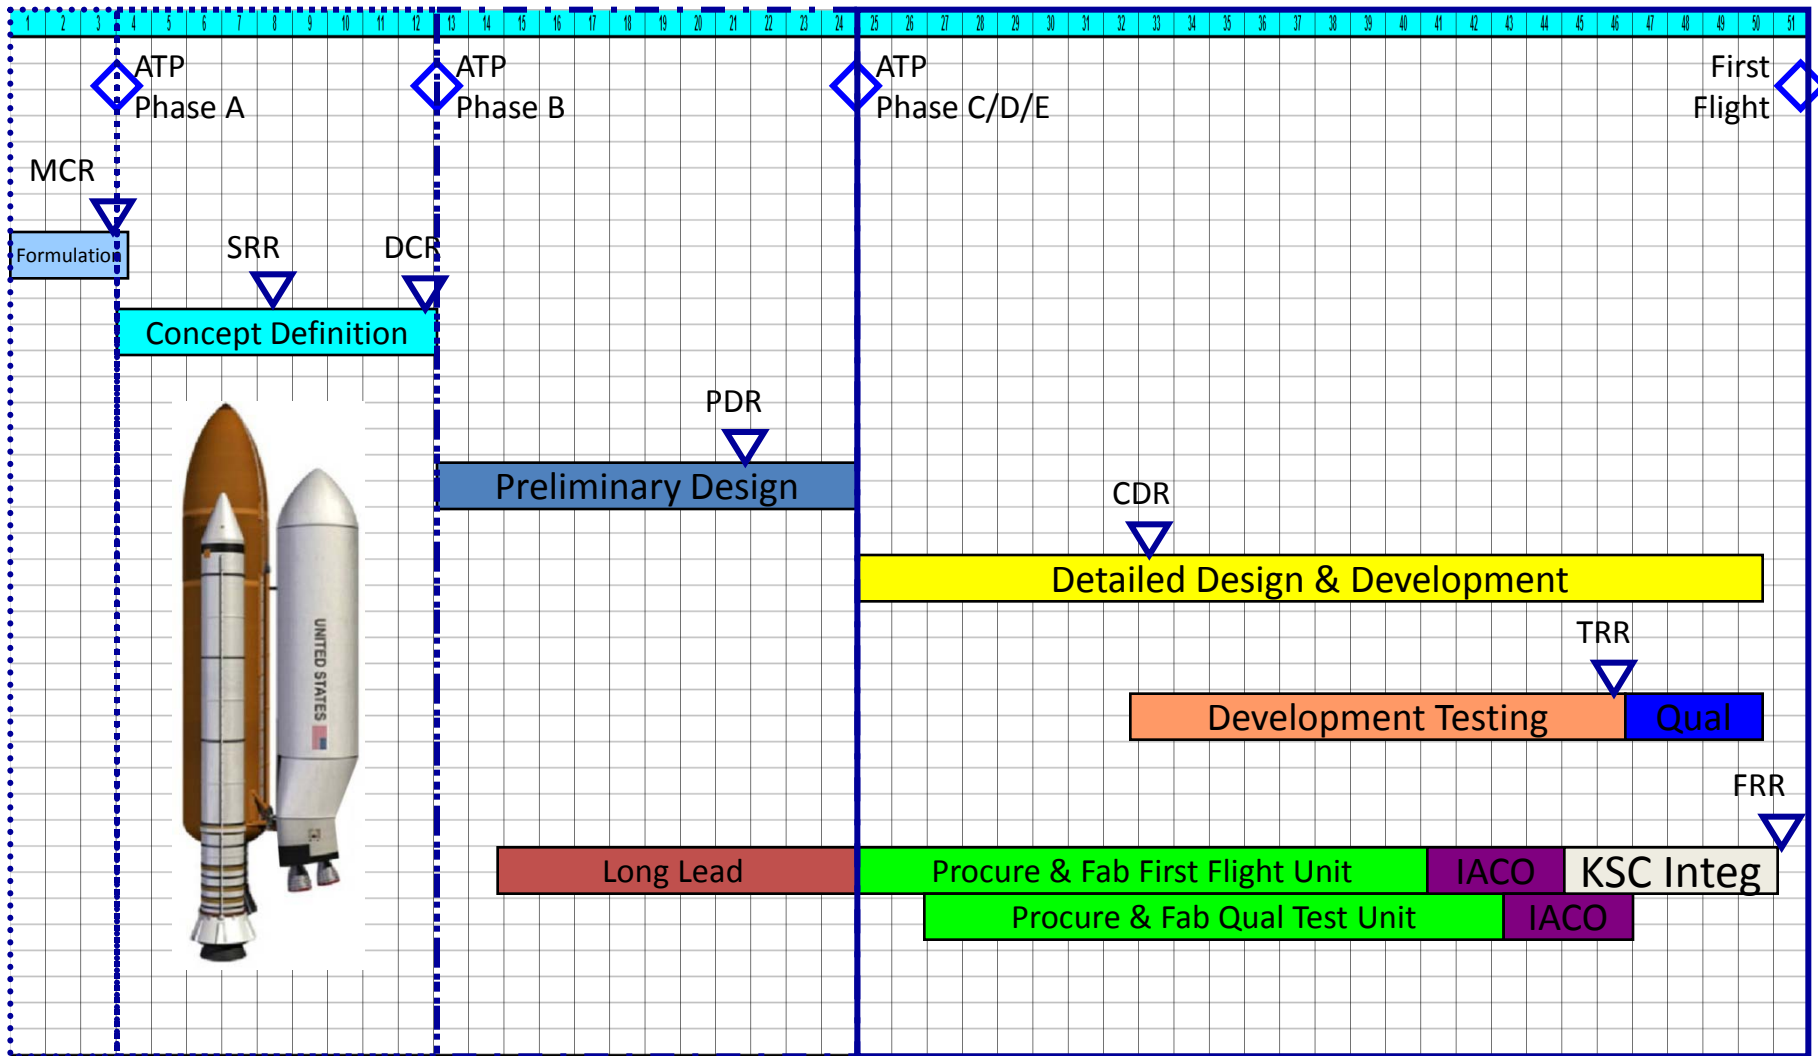 1 2 3 4 5 6 7 8 9 10 11 12 13 14 15 16 17 18 19 20 21 22 23 24 25 26 27 28 29 30 31 32 33 34 35 36 37 38 39 40 41 42 43 44 45 46 47 48 49 50 51
ATP
Phase A
ATP
Phase B
ATP
Phase C/D/E
First
Flight
MCR
Formulation
SRR
DCR
Concept Definition
PDR
Preliminary Design
CDR
Detailed Design & Development
TRR
Development Testing
Qual
UNITED STATES
FRR
Long Lead
Procure & Fab First Flight Unit
IACO
KSC Integ
Procure & Fab Qual Test Unit
IACO